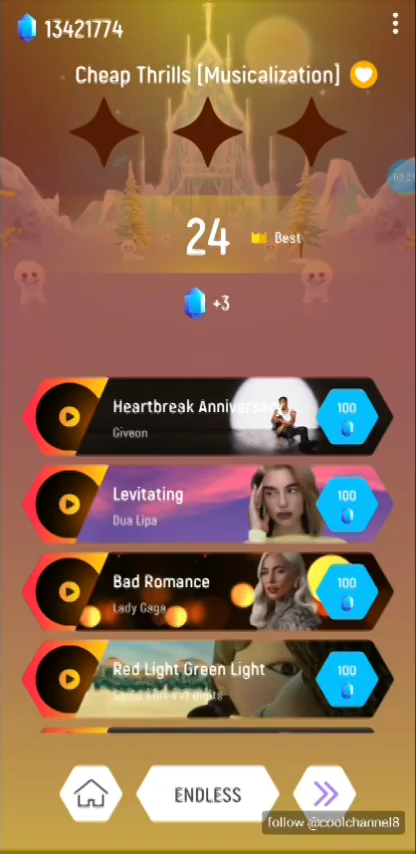 13421774
Cheap Thrills [Musicalization]
24
Best
+3
Heartbreak Anniversary
Giveon
100
Levitating
Dua Lipa
100
Bad Romance
Lady Gaga
100
Red Light Green Light
100
ENDLESS
follow @coolchannel8